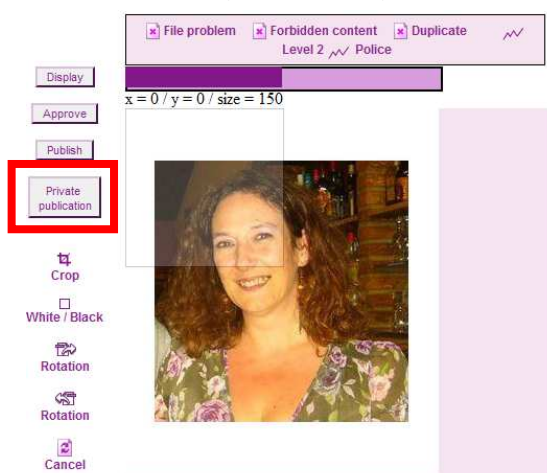 File problem Forbidden content Duplicate
Level 2 Police
Display
x = 0 / y = 0 / size = 150
Approve
Publish
Private
publication
Crop
White / Black
Rotation
Rotation
Cancel